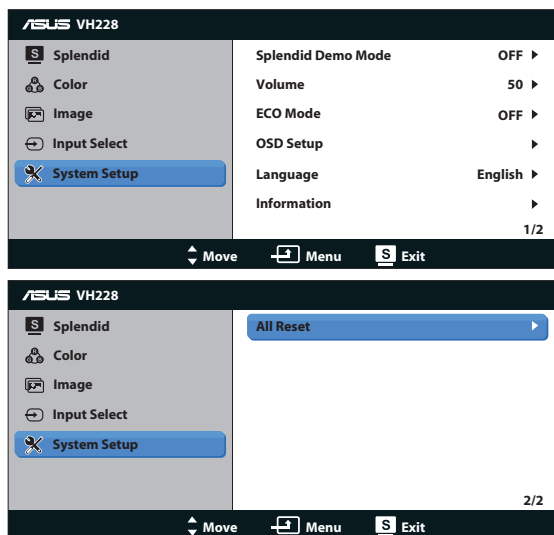 ASUS VH228
S Splendid
Color
Image
Input Select
System Setup
Splendid Demo Mode OFF
Volume 50
ECO Mode OFF
OSD Setup
Language English
Information
1/2
Move Menu S Exit
ASUS VH228
S Splendid
Color
Image
Input Select
System Setup
All Reset
2/2
Move Menu S Exit